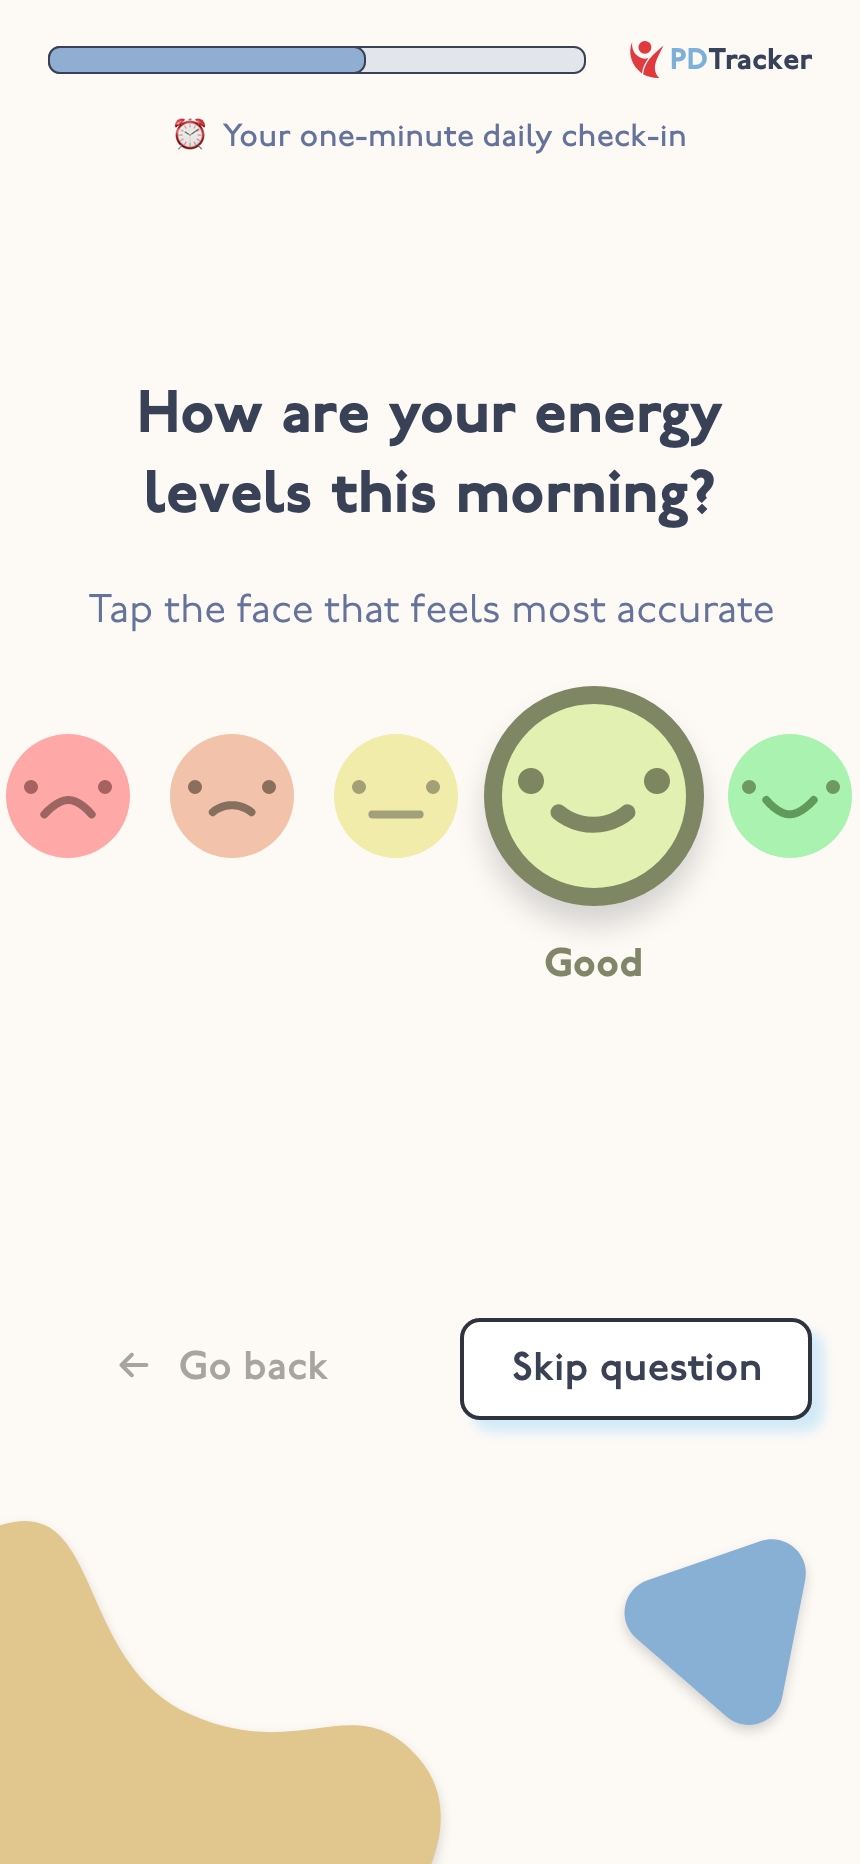 PDTracker
Your one-minute daily check-in
How are your energy
levels this morning?
Tap the face that feels most accurate
Good
Go back
Skip question